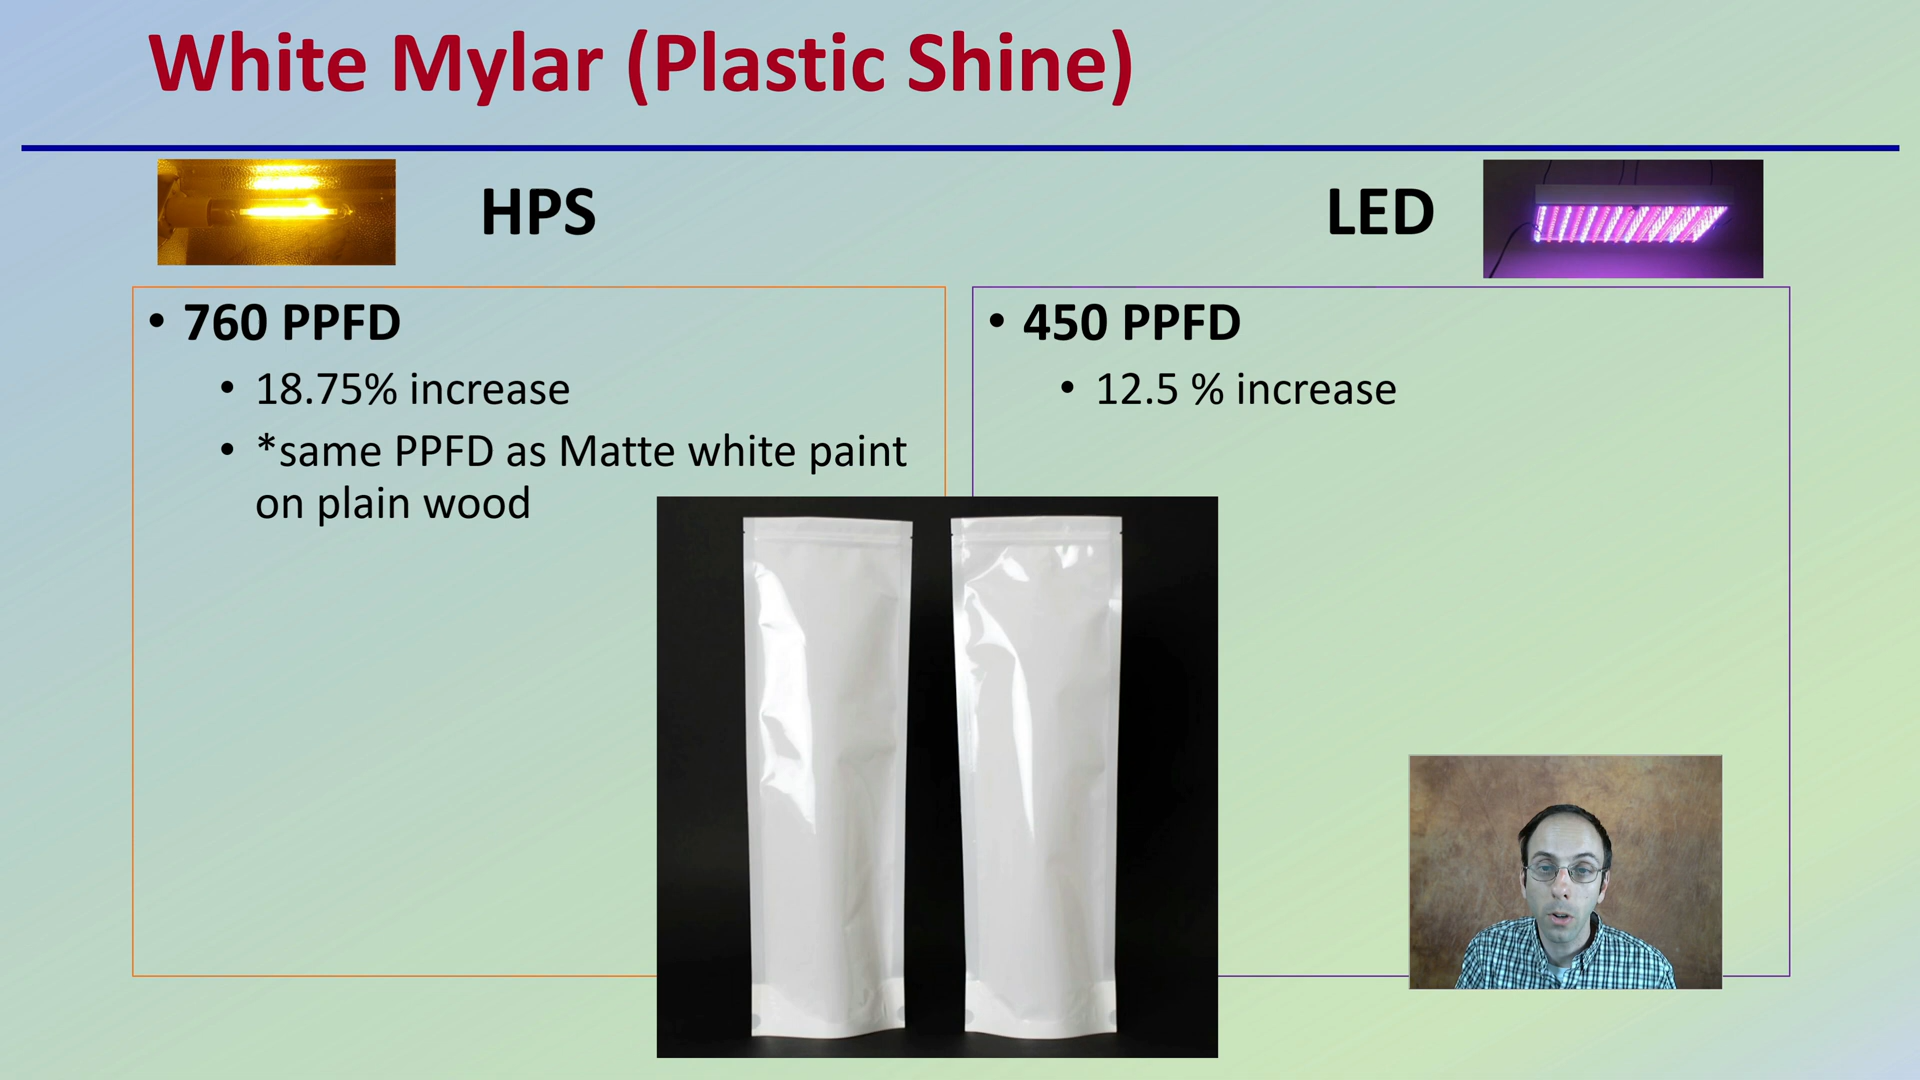 White Mylar (Plastic Shine)
HPS
LED
• 760 PPFD
• 18.75% increase
• *same PPFD as Matte white paint
on plain wood
• 450 PPFD
• 12.5 % increase